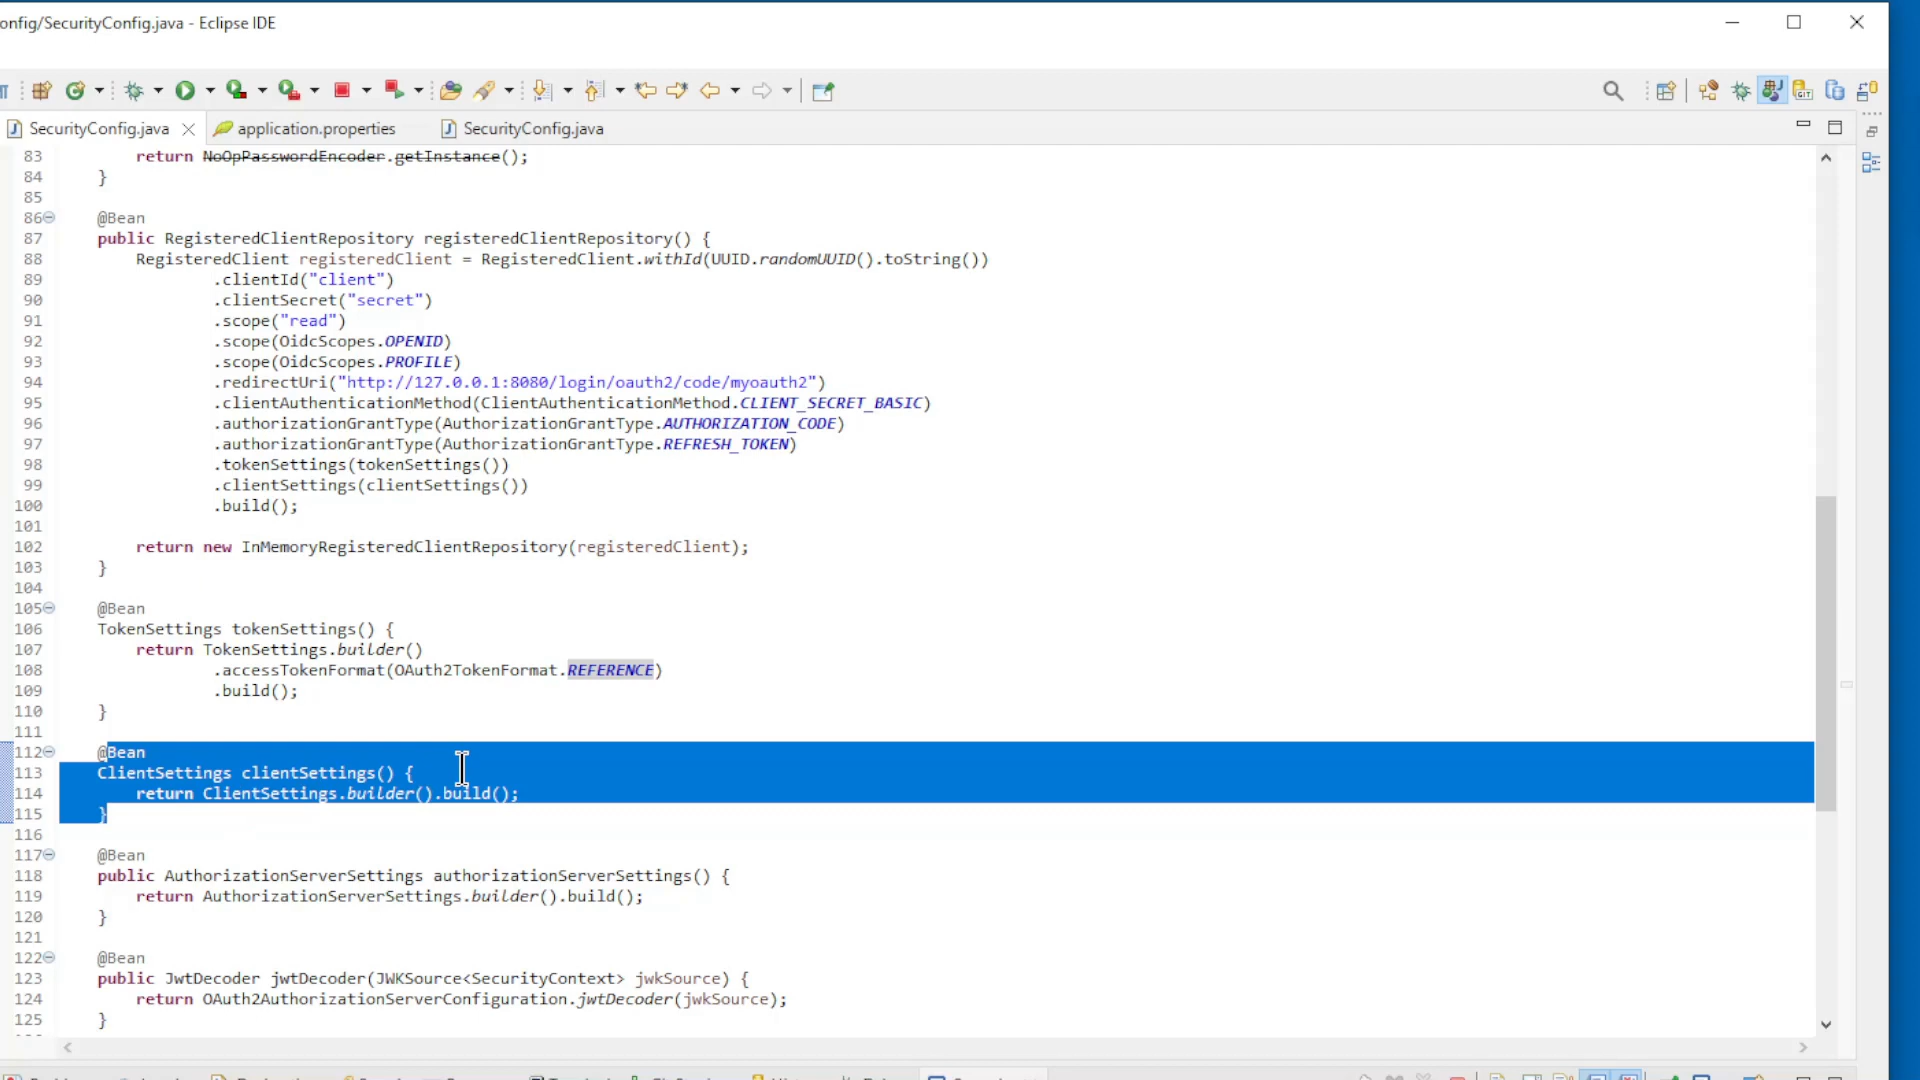 onfig/SecurityConfig.java - Eclipse IDE
SecurityConfig.java
application.properties
SecurityConfig.java
83 return NoOpPasswordEncoder.getInstance();
84 }
85
86 @Bean
87 public RegisteredClientRepository registeredClientRepository() {
88 RegisteredClient registeredClient = RegisteredClient.withId(UUID.randomUUID().toString())
89 .clientId("client")
90 .clientSecret("secret")
91 .scope("read")
92 .scope(OidcScopes.OPENID)
93 .scope(OidcScopes.PROFILE)
94 .redirectUri("http://127.0.0.1:8080/login/oauth2/code/myoauth2")
95 .clientAuthenticationMethod(ClientAuthenticationMethod.CLIENT_SECRET_BASIC)
96 .authorizationGrantType(AuthorizationGrantType.AUTHORIZATION_CODE)
97 .authorizationGrantType(AuthorizationGrantType.REFRESH_TOKEN)
98 .tokenSettings(tokenSettings())
99 .clientSettings(clientSettings())
100 .build();
101
102 return new InMemoryRegisteredClientRepository(registeredClient);
103 }
104
105 @Bean
106 TokenSettings tokenSettings() {
107 return TokenSettings.builder()
108 .accessTokenFormat(OAuth2TokenFormat.REFERENCE)
109 .build();
110 }
111
112 @Bean
113 ClientSettings clientSettings() {
114 return ClientSettings.builder().build();
115 }
116
117 @Bean
118 public AuthorizationServerSettings authorizationServerSettings() {
119 return AuthorizationServerSettings.builder().build();
120 }
121
122 @Bean
123 public JwtDecoder jwtDecoder(JWKSource<SecurityContext> jwkSource) {
124 return OAuth2AuthorizationServerConfiguration.jwtDecoder(jwkSource);
125 }